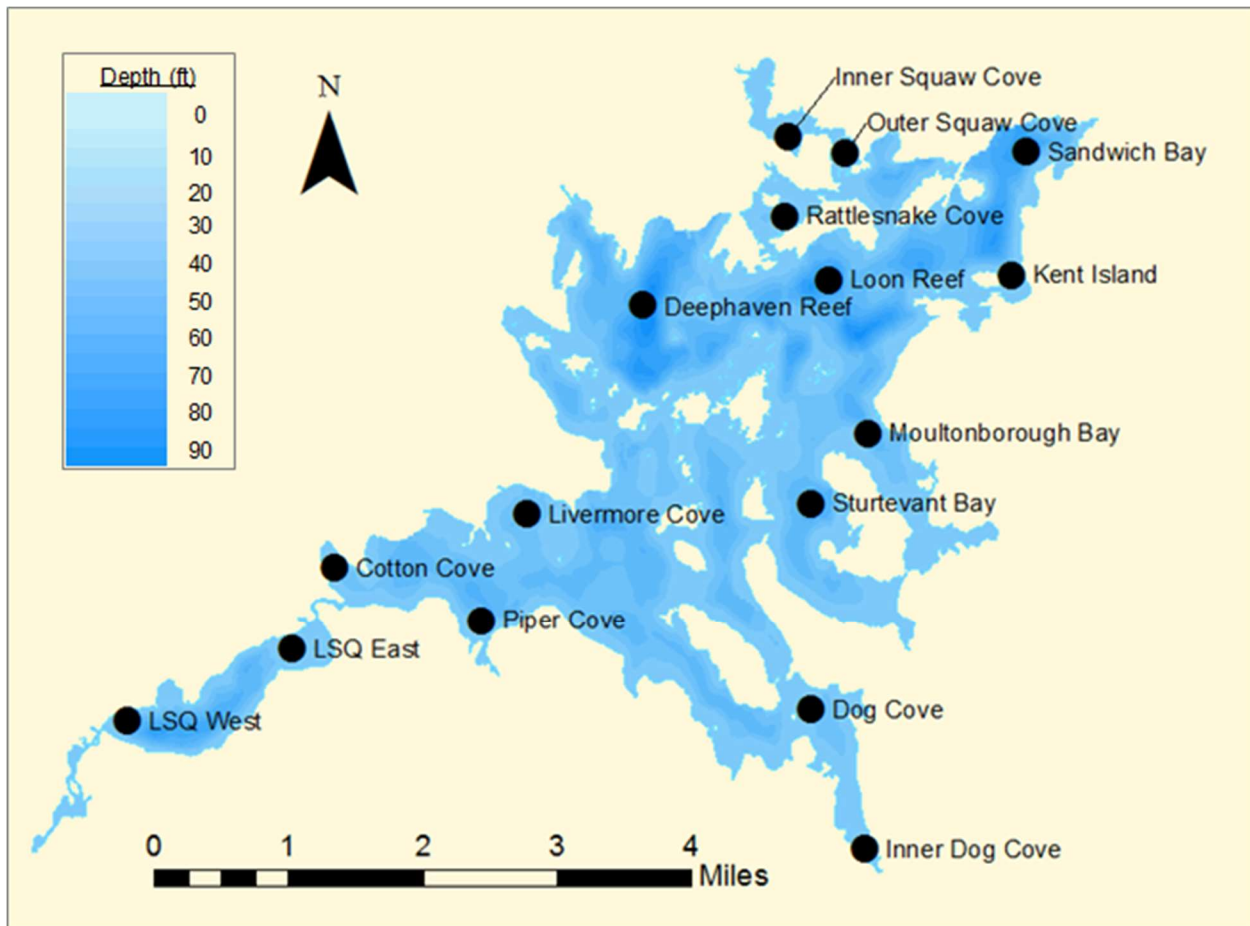 Depth (ft)
0
10
20
30
40
50
60
70
80
90
N
Inner Squaw Cove
Outer Squaw Cove
Sandwich Bay
Rattlesnake Cove
Loon Reef
Kent Island
Deephaven Reef
Moultonborough Bay
Sturtevant Bay
Livermore Cove
Cotton Cove
Piper Cove
LSQ East
LSQ West
Dog Cove
Inner Dog Cove
0 1 2 3 4
Miles